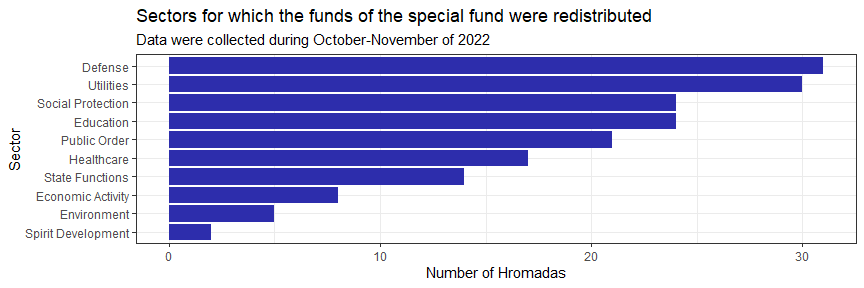 Sectors for which the funds of the special fund were redistributed
Data were collected during October-November of 2022
Sector
Defense
Utilities
Social Protection
Education
Public Order
Healthcare
State Functions
Economic Activity
Environment
Spirit Development
0 10 20 30
Number of Hromadas